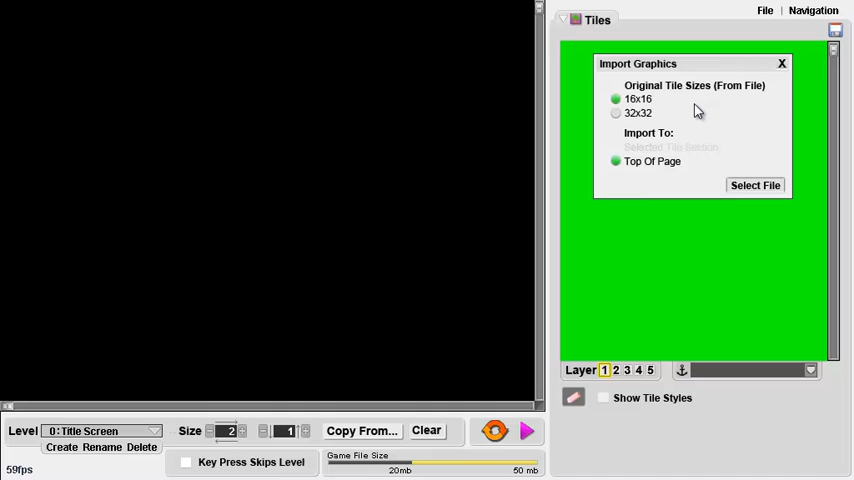 File | Navigation
Tiles
Import Graphics X
Original Tile Sizes (From File)
16x16
32x32
Import To:
Selected Tile Section
Top Of Page
Select File
Layer 1 2 3 4 5
Show Tile Styles
Level 0: Title Screen Size 2 1 Copy From... Clear
Create Rename Delete
Key Press Skips Level
Game File Size
20mb 50 mb
59fps